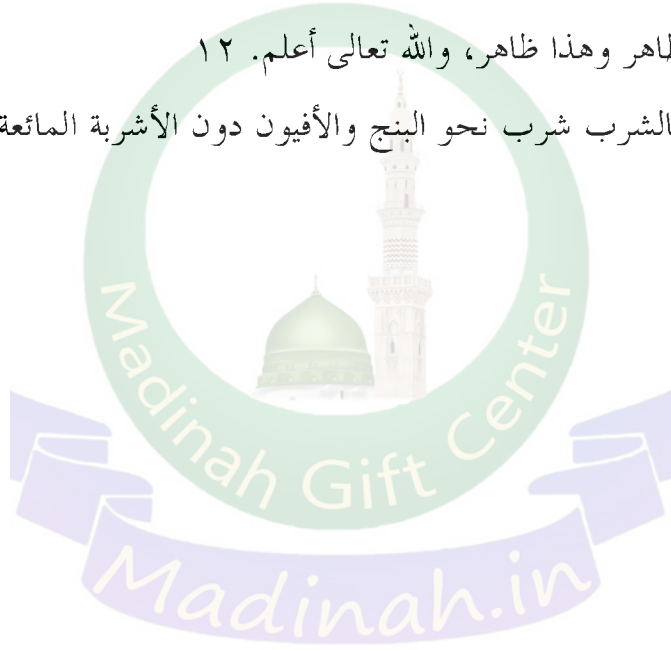 ظاهر وهذا ظاهر، والله تعالى أعلم. ١٢
الشرب شرب نحو البنج والأفيون دون الأشربة المائعة
Madinah Gift Center
Madinah.in